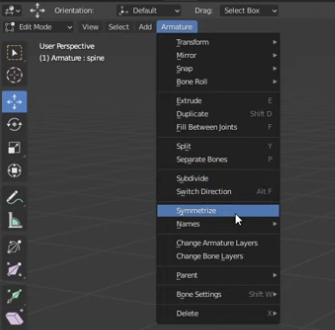 Orientation: Default Drag: Select Box
Edit Mode View Select Add Armature
User Perspective
(1) Armature : spine
Transform
Mirror
Snap
Bone Roll
Extrude E
Duplicate Shift D
Fill Between Joints F
Split Y
Separate Bones P
Subdivide
Switch Direction Alt F
Symmetrize
Names
Change Armature Layers
Change Bone Layers
Parent
Bone Settings Shift W
Delete X